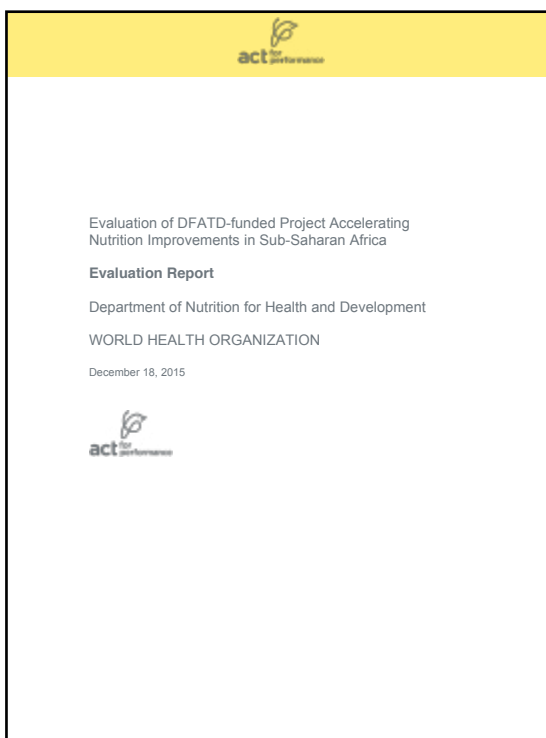 act for performance
Evaluation of DFATD-funded Project Accelerating
Nutrition Improvements in Sub-Saharan Africa
Evaluation Report
Department of Nutrition for Health and Development
WORLD HEALTH ORGANIZATION
December 18, 2015
act for performance